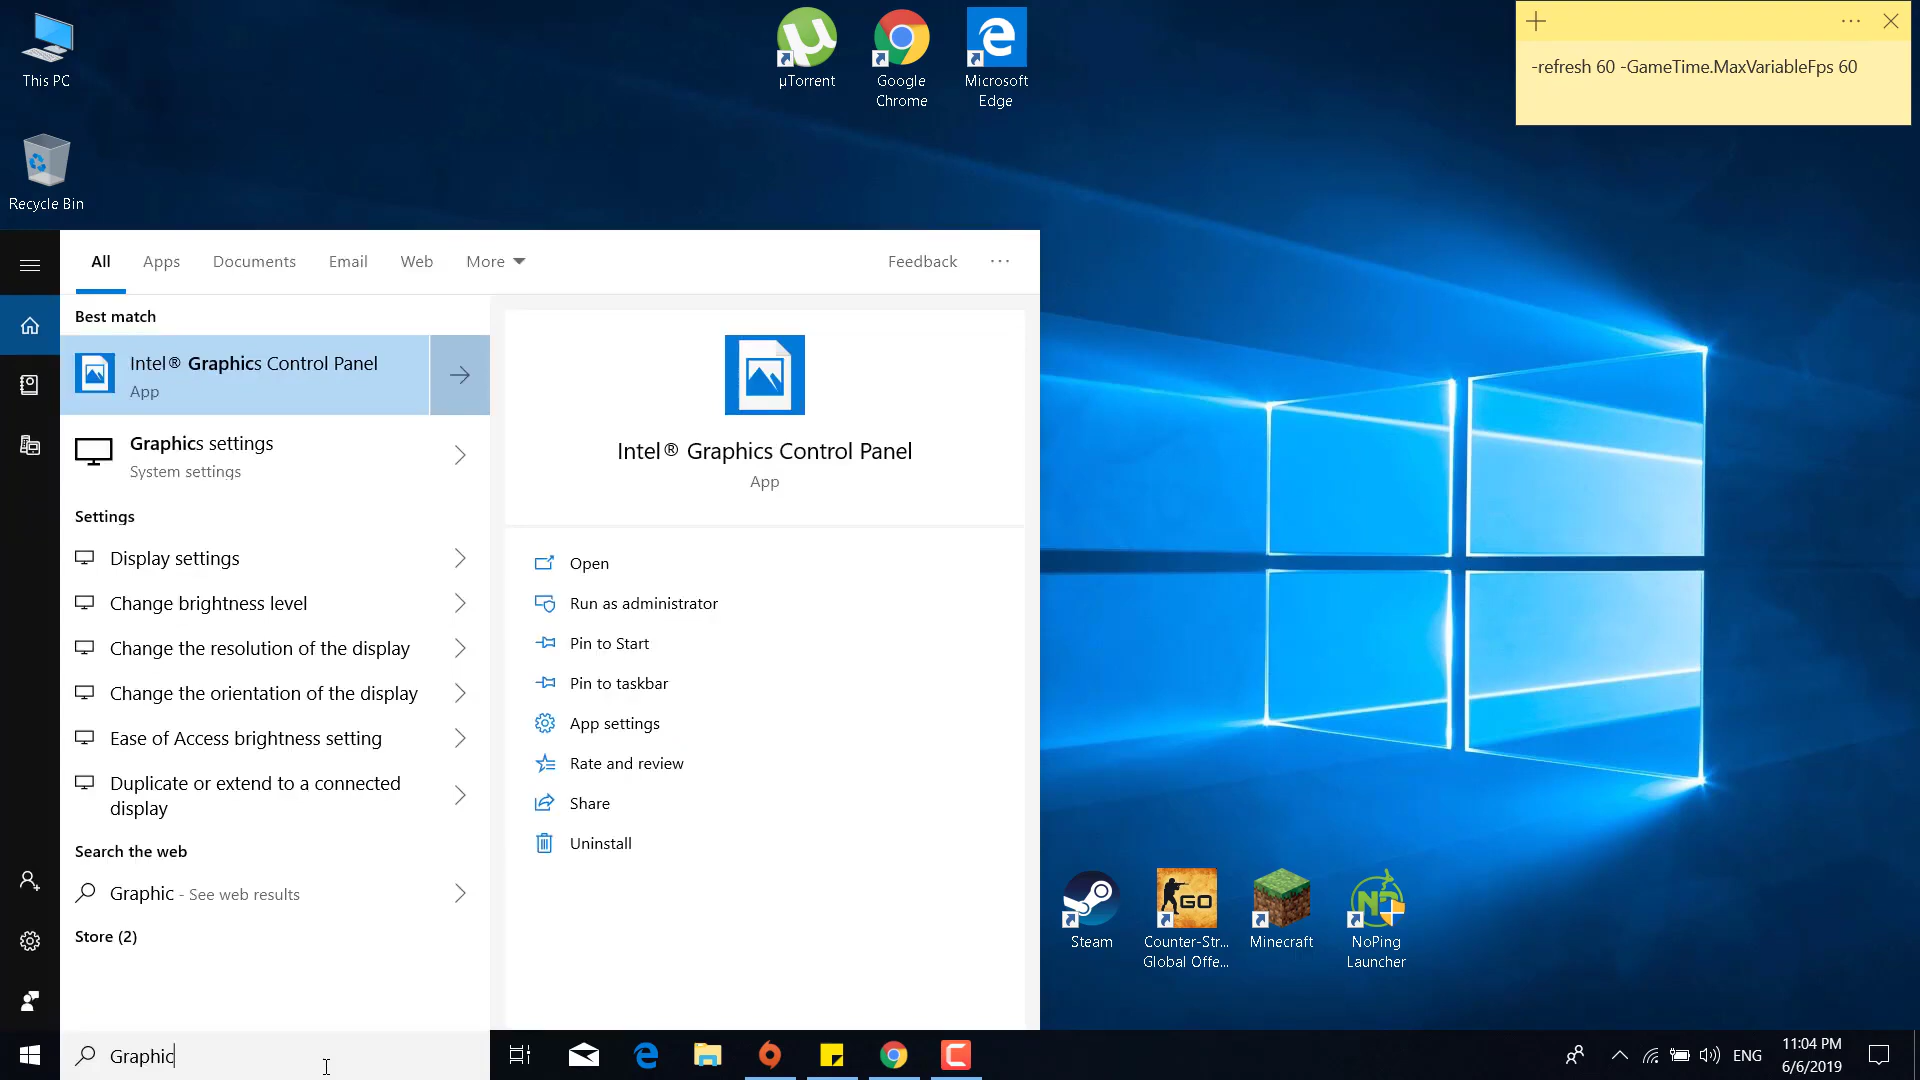 This PC
Recycle Bin
µTorrent
Google
Chrome
Microsoft
Edge
-refresh 60 -GameTime.MaxVariableFps 60
All
Apps
Documents
Email
Web
More
Feedback
Best match
Intel® Graphics Control Panel
App
Graphics settings
System settings
Settings
Display settings
Change brightness level
Change the resolution of the display
Change the orientation of the display
Ease of Access brightness setting
Duplicate or extend to a connected
display
Search the web
Graphic - See web results
Store (2)
Graphic
Intel® Graphics Control Panel
App
Open
Run as administrator
Pin to Start
Pin to taskbar
App settings
Rate and review
Share
Uninstall
GO
Steam
Counter-Str...
Global Offe...
Minecraft
NoPing
Launcher
ENG
11:04 PM
6/6/2019